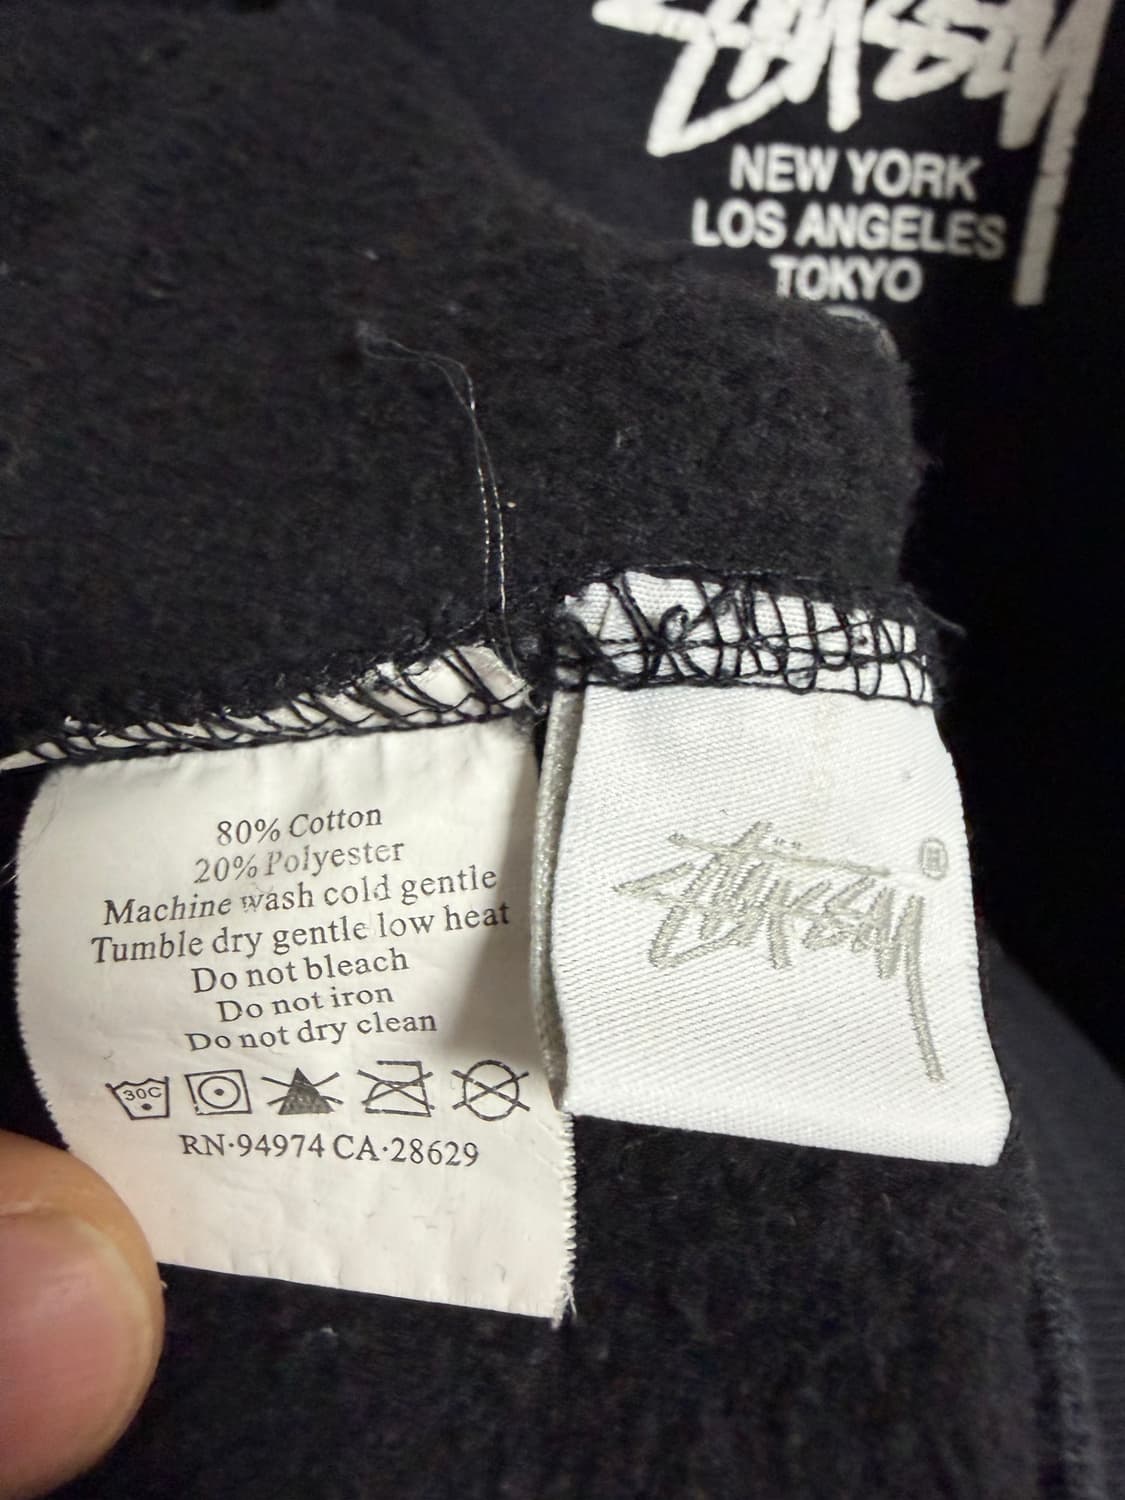 STUSSY
NEW YORK
LOS ANGELES
TOKYO
80% Cotton
20% Polyester
Machine wash cold gentle
Tumble dry gentle low heat
Do not bleach
Do not iron
Do not dry clean
30C
RN·94974 CA·28629
Stüssy ®